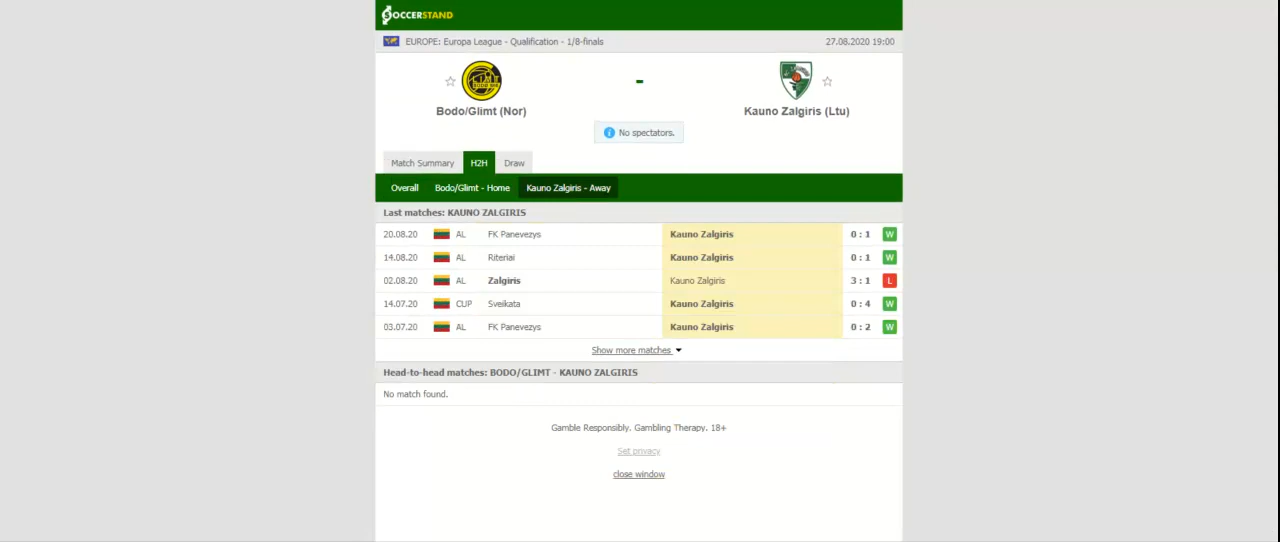 SOCCERSTAND
EUROPE: Europa League - Qualification - 1/8-finals 27.08.2020 19:00
-
Bodo/Glimt (Nor) Kauno Zalgiris (Ltu)
No spectators.
Match Summary H2H Draw
Overall Bodo/Glimt - Home Kauno Zalgiris - Away
Last matches: KAUNO ZALGIRIS
20.08.20 AL FK Panevezys Kauno Zalgiris 0 : 1 W
14.08.20 AL Riteriai Kauno Zalgiris 0 : 1 W
02.08.20 AL Zalgiris Kauno Zalgiris 3 : 1 L
14.07.20 CUP Sveikata Kauno Zalgiris 0 : 4 W
03.07.20 AL FK Panevezys Kauno Zalgiris 0 : 2 W
Show more matches
Head-to-head matches: BODO/GLIMT - KAUNO ZALGIRIS
No match found.
Gamble Responsibly. Gambling Therapy. 18+
Set privacy
close window